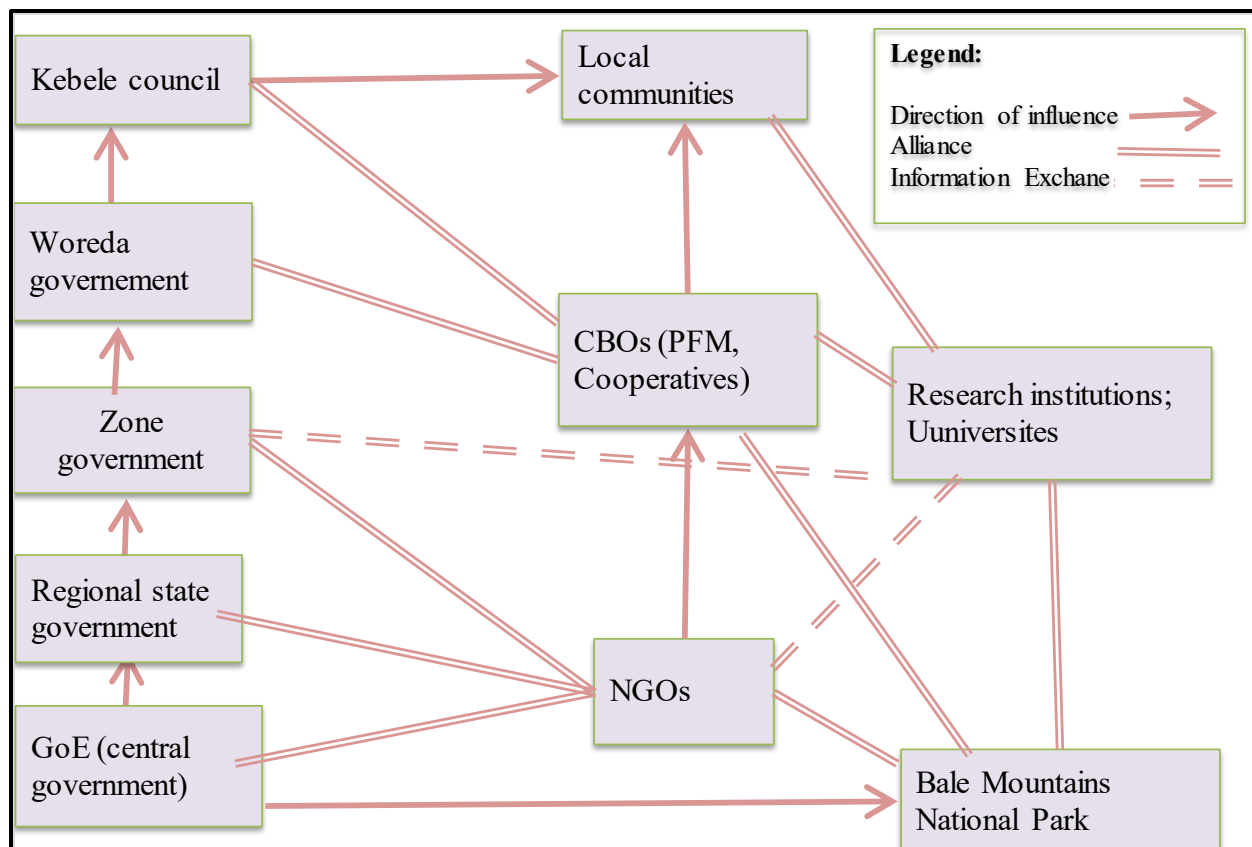 Kebele council
Local
communities
Legend:
Direction of influence
Alliance
Information Exchane
Woreda
governement
CBOs (PFM,
Cooperatives)
Research institutions;
Uuniversites
Zone
government
Regional state
government
NGOs
GoE (central
government)
Bale Mountains
National Park